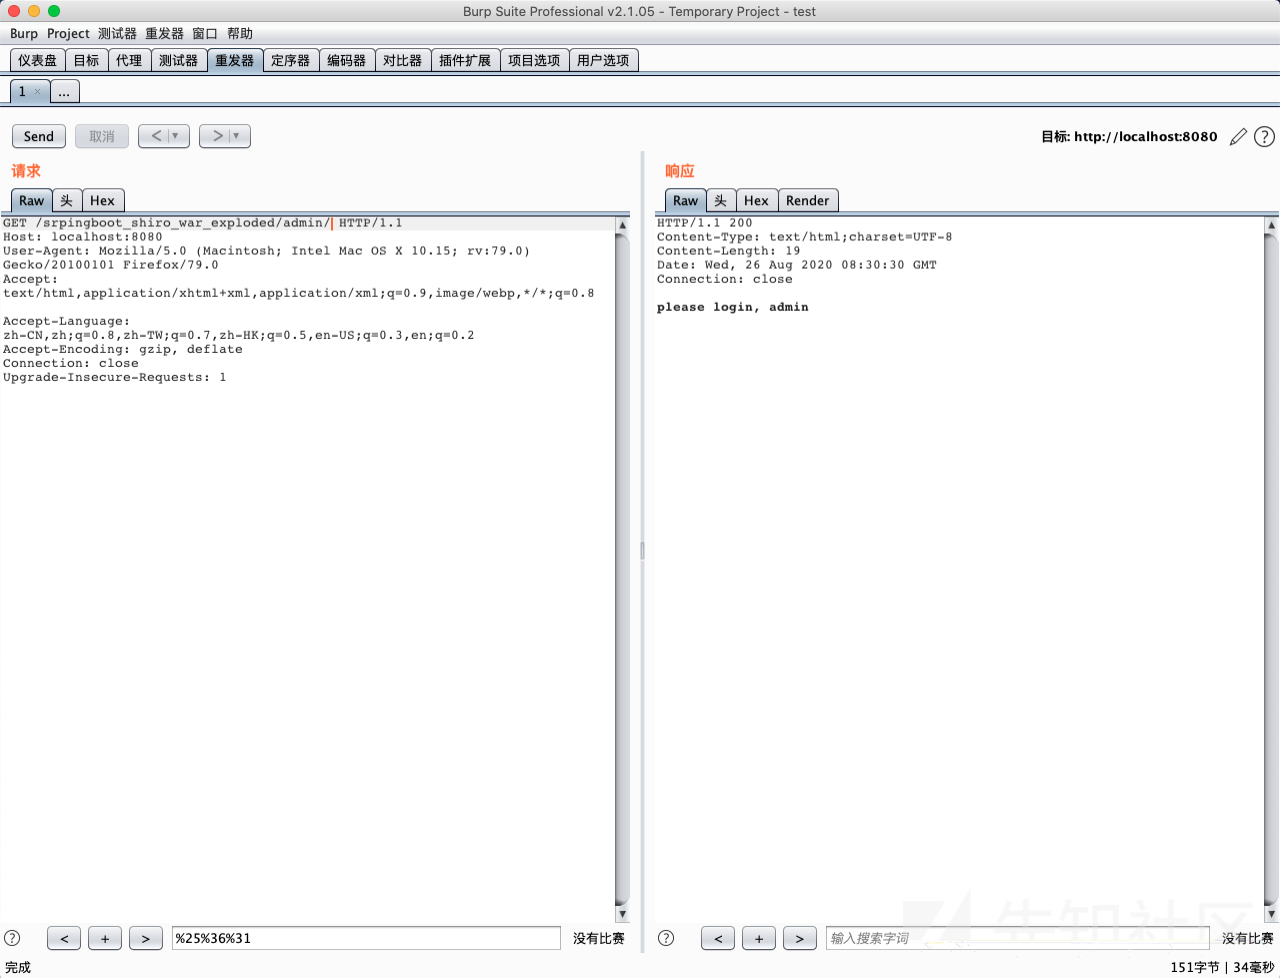 Burp Suite Professional v2.1.05 - Temporary Project - test
Burp Project 测试器 重发器 窗口 帮助
仪表盘 目标 代理 测试器 重发器 定序器 编码器 对比器 插件扩展 项目选项 用户选项
1 × ...
Send 取消 < ▼ > ▼ 目标: http://localhost:8080 ?
请求
Raw 头 Hex
GET /srpingboot_shiro_war_exploded/admin/ HTTP/1.1
Host: localhost:8080
User-Agent: Mozilla/5.0 (Macintosh; Intel Mac OS X 10.15; rv:79.0)
Gecko/20100101 Firefox/79.0
Accept:
text/html,application/xhtml+xml,application/xml;q=0.9,image/webp,*/*;q=0.8
Accept-Language:
zh-CN,zh;q=0.8,zh-TW;q=0.7,zh-HK;q=0.5,en-US;q=0.3,en;q=0.2
Accept-Encoding: gzip, deflate
Connection: close
Upgrade-Insecure-Requests: 1
? < + > %25%36%31 没有比赛
响应
Raw 头 Hex Render
HTTP/1.1 200
Content-Type: text/html;charset=UTF-8
Content-Length: 19
Date: Wed, 26 Aug 2020 08:30:30 GMT
Connection: close
please login, admin
? < + > 输入搜索字词 没有比赛
先知社区
完成
151字节 | 34毫秒